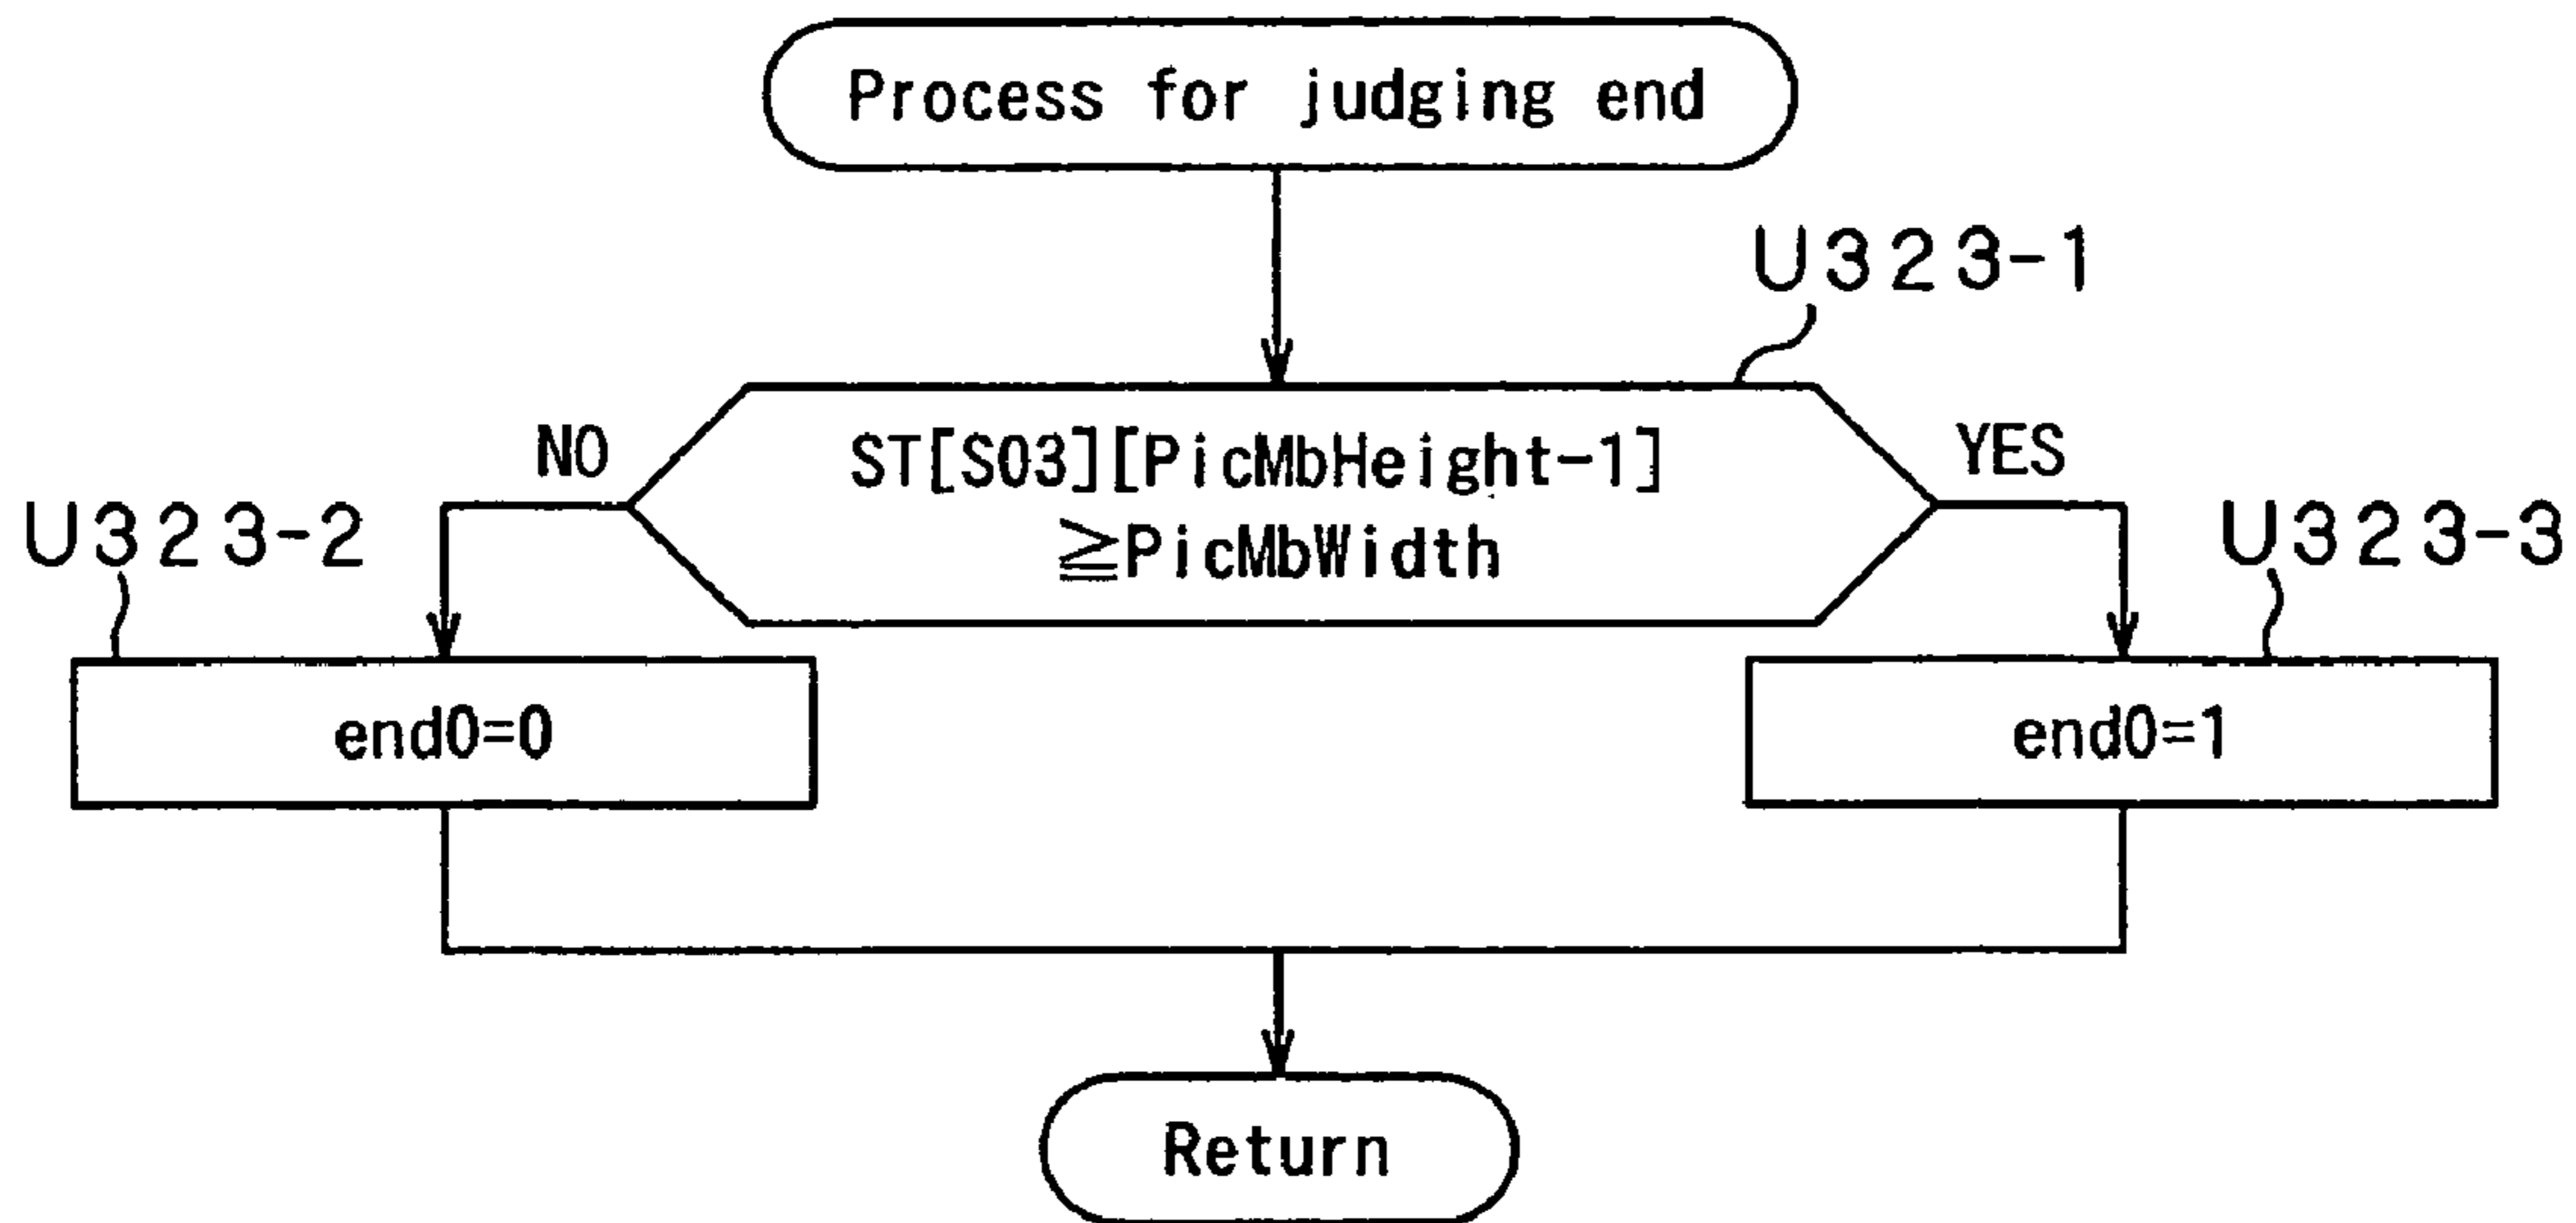 Process for judging end
U323-1
NO
ST[S03][PicMbHeight-1]
≧PicMbWidth
YES
U323-2
U323-3
end0=0
end0=1
Return